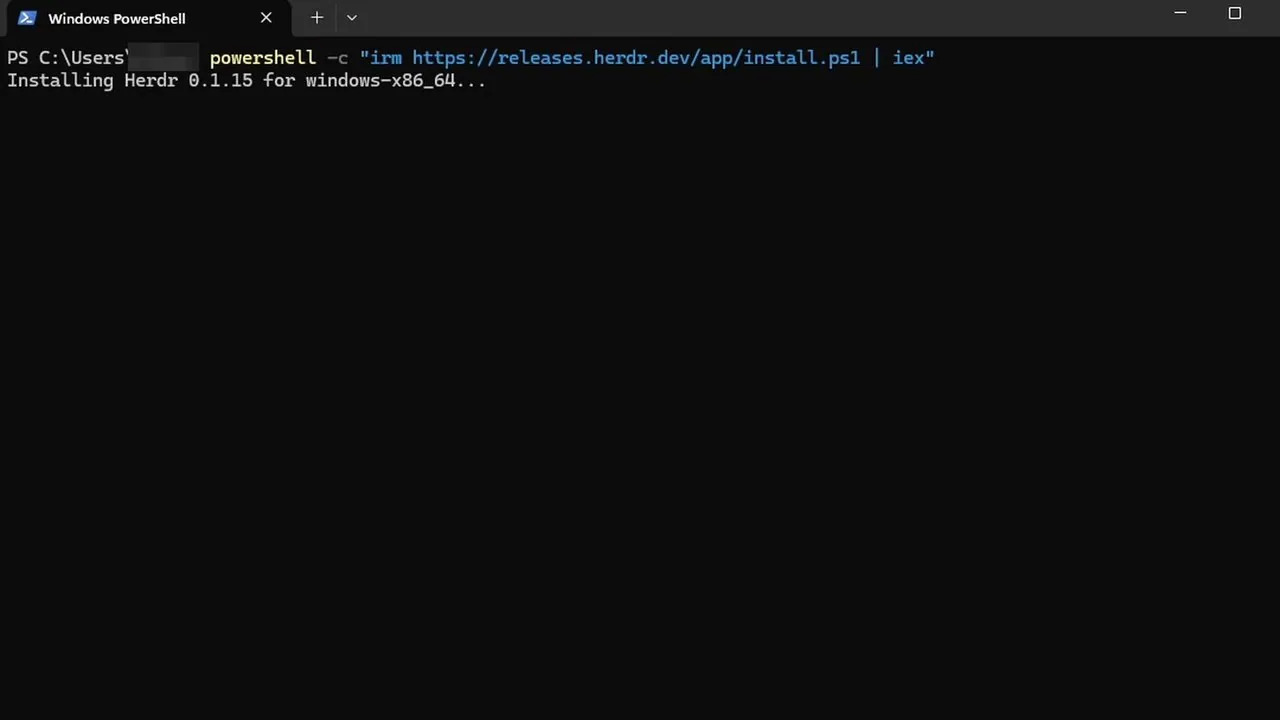 Windows PowerShell
PS C:\Users\ powershell -c "irm https://releases.herdr.dev/app/install.ps1 | iex"
Installing Herdr 0.1.15 for windows-x86_64...